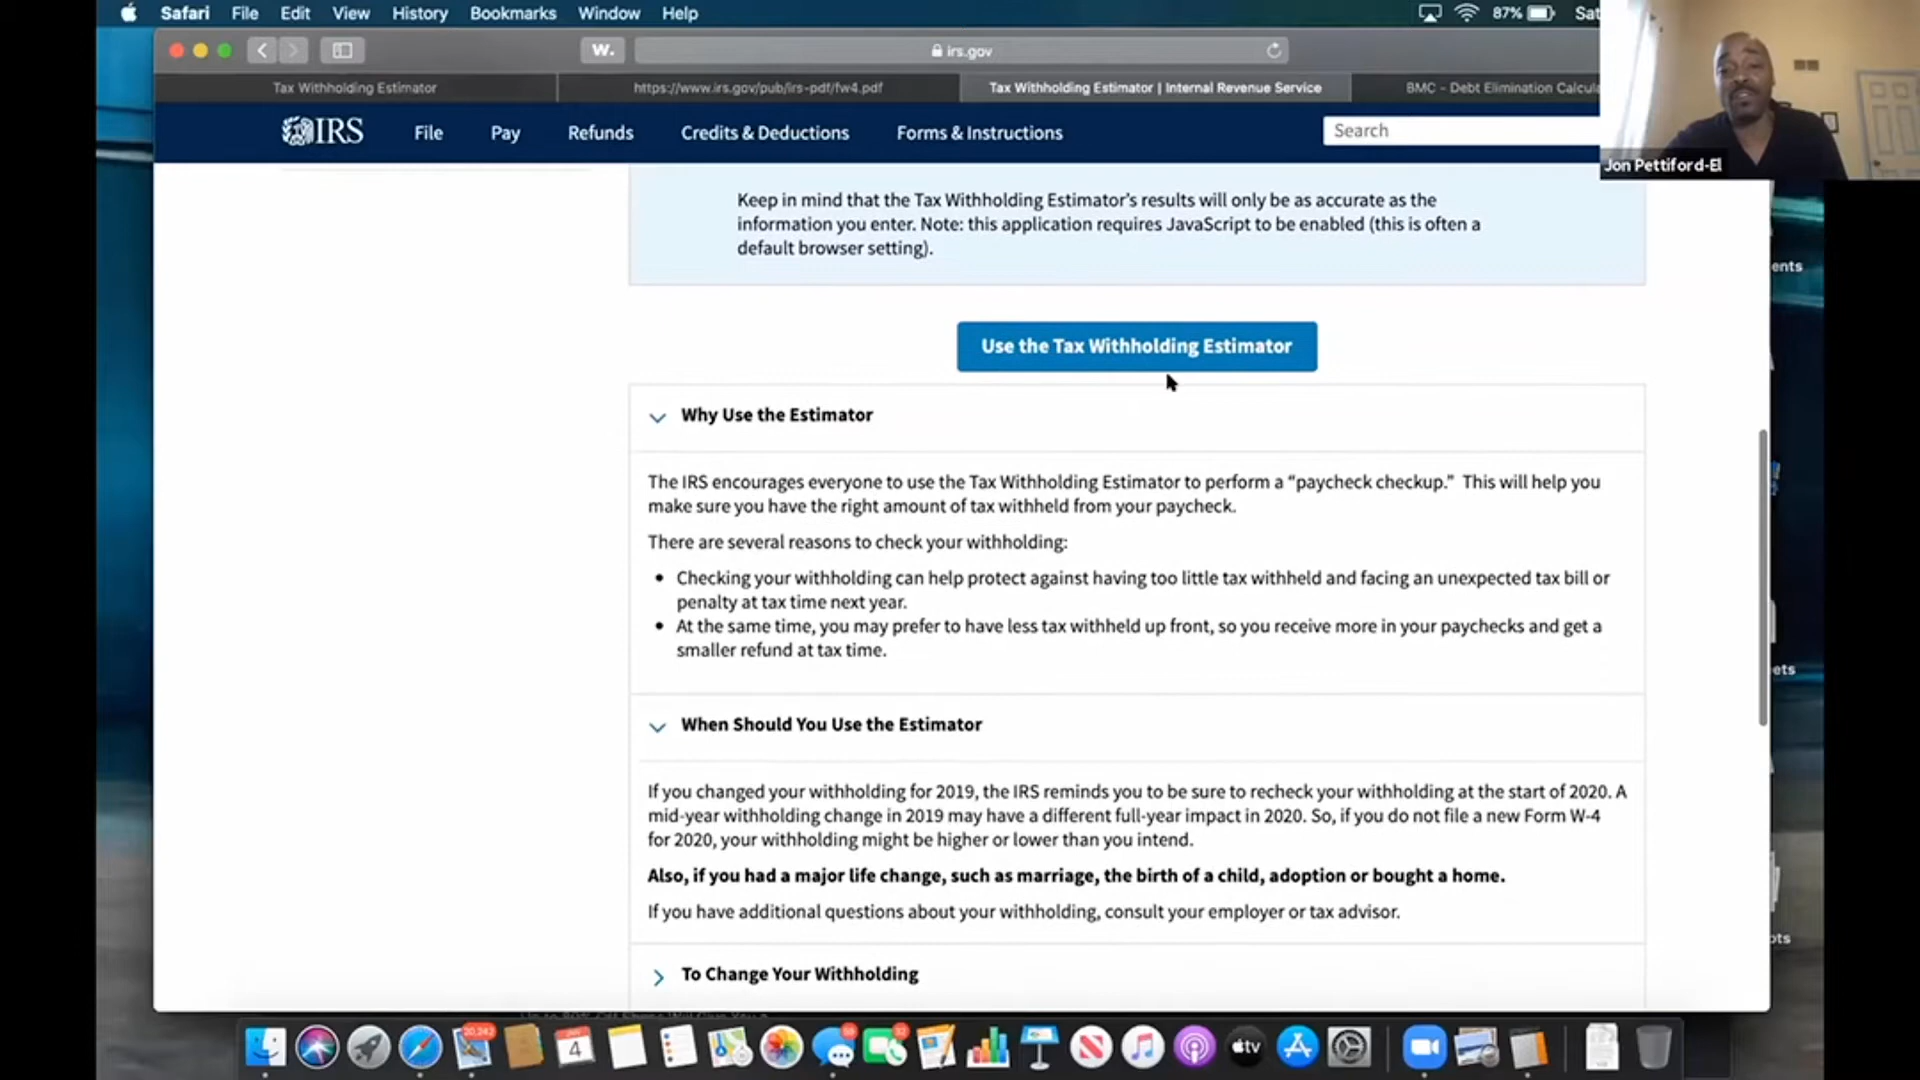 Safari File Edit View History Bookmarks Window Help 87% Sat
W. irs.gov
Tax Withholding Estimator https://www.irs.gov/pub/irs-pdf/fw4.pdf Tax Withholding Estimator | Internal Revenue Service BMC - Debt Elimination Calcula
IRS File Pay Refunds Credits & Deductions Forms & Instructions Search
Jon Pettiford-El
Keep in mind that the Tax Withholding Estimator's results will only be as accurate as the
information you enter. Note: this application requires JavaScript to be enabled (this is often a
default browser setting).
ents
Use the Tax Withholding Estimator
Why Use the Estimator
The IRS encourages everyone to use the Tax Withholding Estimator to perform a “paycheck checkup.” This will help you
make sure you have the right amount of tax withheld from your paycheck.
There are several reasons to check your withholding:
• Checking your withholding can help protect against having too little tax withheld and facing an unexpected tax bill or
penalty at tax time next year.
• At the same time, you may prefer to have less tax withheld up front, so you receive more in your paychecks and get a
smaller refund at tax time.
ets
When Should You Use the Estimator
If you changed your withholding for 2019, the IRS reminds you to be sure to recheck your withholding at the start of 2020. A
mid-year withholding change in 2019 may have a different full-year impact in 2020. So, if you do not file a new Form W-4
for 2020, your withholding might be higher or lower than you intend.
Also, if you had a major life change, such as marriage, the birth of a child, adoption or bought a home.
If you have additional questions about your withholding, consult your employer or tax advisor.
ots
To Change Your Withholding
20,242 JAN 4 tv